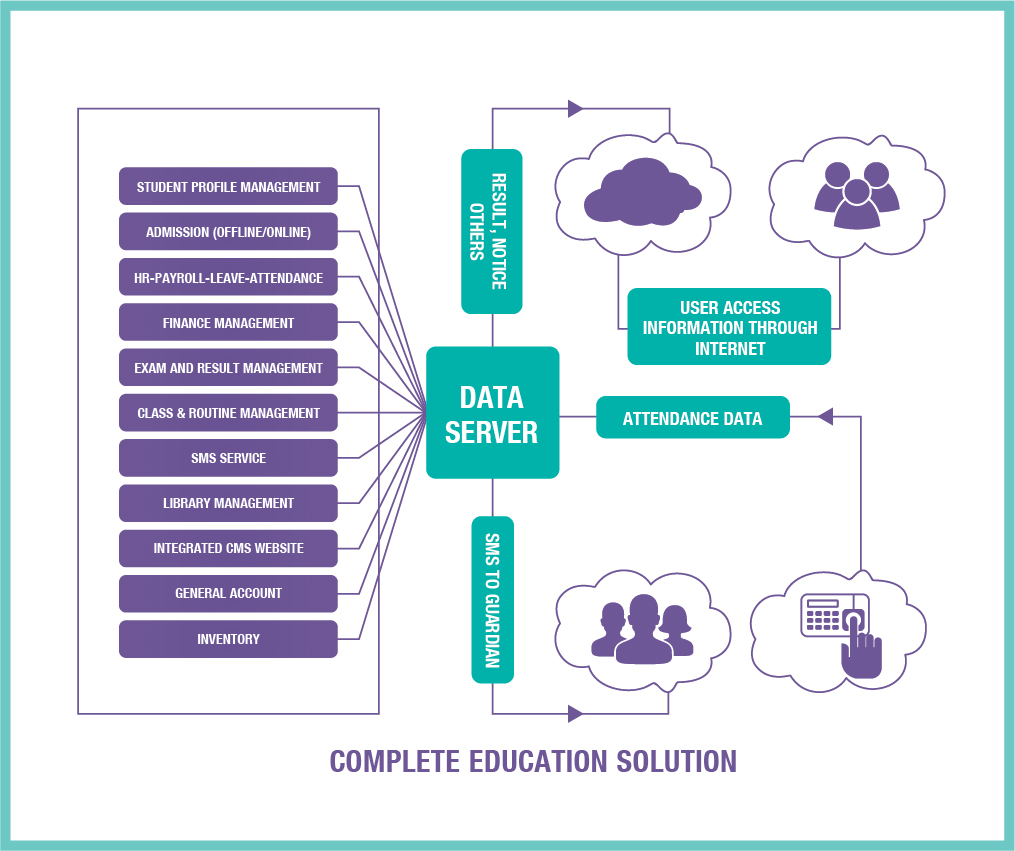 STUDENT PROFILE MANAGEMENT
ADMISSION (OFFLINE/ONLINE)
HR-PAYROLL-LEAVE-ATTENDANCE
FINANCE MANAGEMENT
EXAM AND RESULT MANAGEMENT
CLASS & ROUTINE MANAGEMENT
SMS SERVICE
LIBRARY MANAGEMENT
INTEGRATED CMS WEBSITE
GENERAL ACCOUNT
INVENTORY
RESULT, NOTICE
OTHERS
DATA
SERVER
SMS TO GUARDIAN
USER ACCESS
INFORMATION THROUGH
INTERNET
ATTENDANCE DATA
COMPLETE EDUCATION SOLUTION